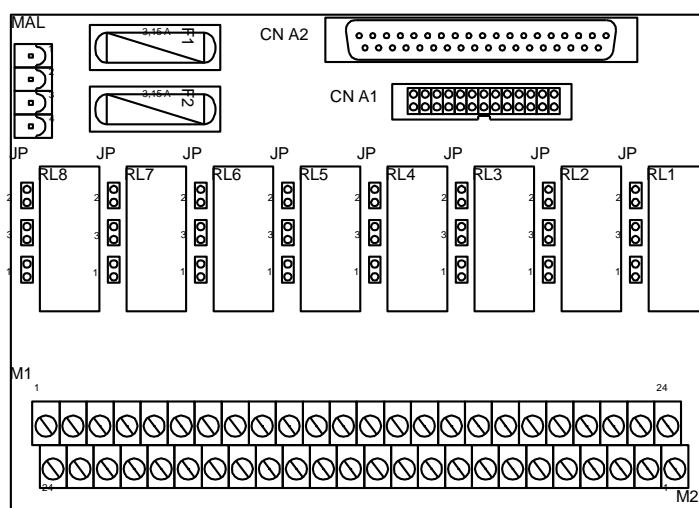 MAL
3,15 A F1
CN A2
3,15 A F2
CN A1
JP JP JP JP JP JP JP JP
RL8 RL7 RL6 RL5 RL4 RL3 RL2 RL1
2 2 2 2 2 2 2 2
3 3 3 3 3 3 3 3
1 1 1 1 1 1 1 1
M1
1 24
24 1
M2